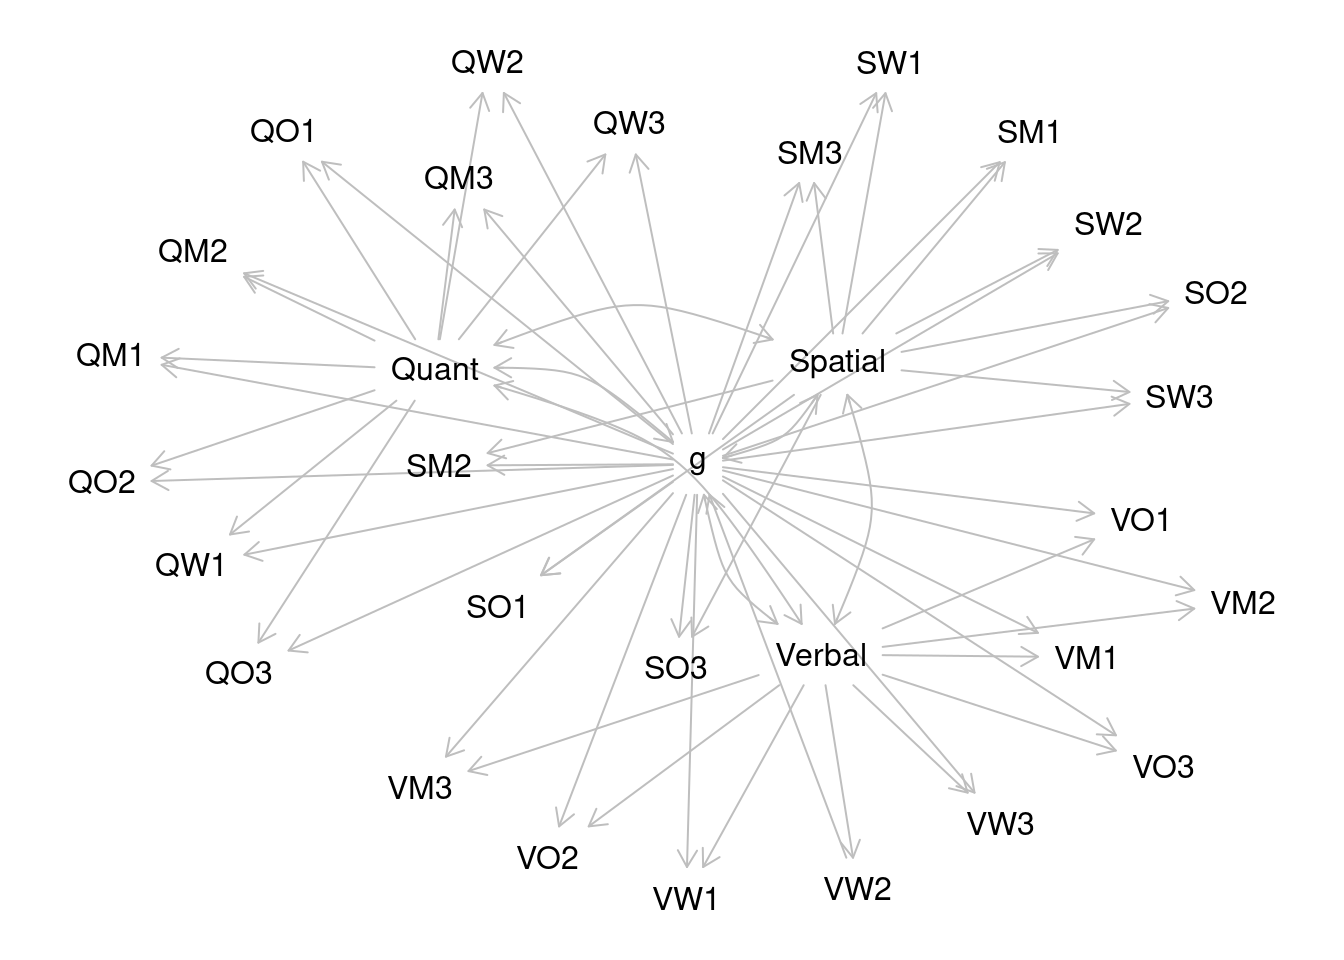 QW2
SW1
QO1
QW3
SM1
SM3
QM3
SW2
QM2
SO2
QM1
Quant
Spatial
SW3
g
SM2
QO2
VO1
QW1
SO1
VM2
Verbal
VM1
SO3
QO3
VO3
VM3
VW3
VO2
VW2
VW1